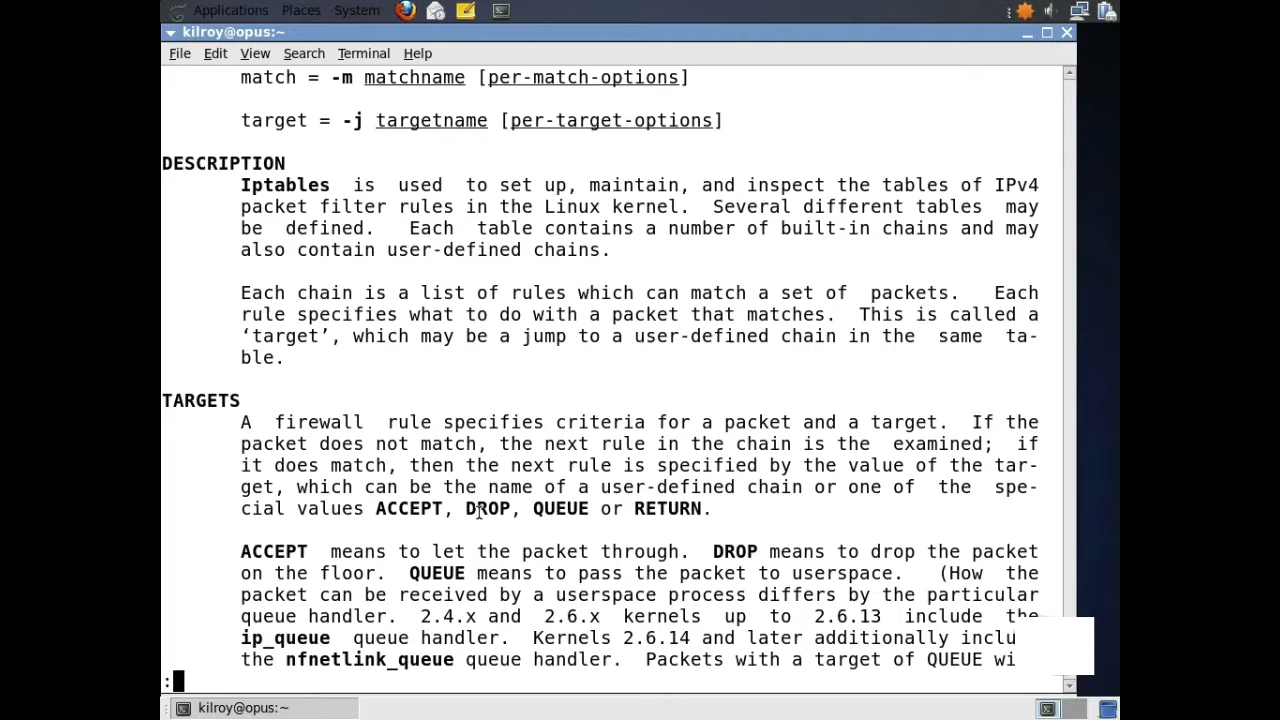 Applications Places System
kilroy@opus:~
File Edit View Search Terminal Help
match = -m matchname [per-match-options]
target = -j targetname [per-target-options]
DESCRIPTION
Iptables is used to set up, maintain, and inspect the tables of IPv4
packet filter rules in the Linux kernel. Several different tables may
be defined. Each table contains a number of built-in chains and may
also contain user-defined chains.
Each chain is a list of rules which can match a set of packets. Each
rule specifies what to do with a packet that matches. This is called a
‘target’, which may be a jump to a user-defined chain in the same ta-
ble.
TARGETS
A firewall rule specifies criteria for a packet and a target. If the
packet does not match, the next rule in the chain is the examined; if
it does match, then the next rule is specified by the value of the tar-
get, which can be the name of a user-defined chain or one of the spe-
cial values ACCEPT, DROP, QUEUE or RETURN.
ACCEPT means to let the packet through. DROP means to drop the packet
on the floor. QUEUE means to pass the packet to userspace. (How the
packet can be received by a userspace process differs by the particular
queue handler. 2.4.x and 2.6.x kernels up to 2.6.13 include the
ip_queue queue handler. Kernels 2.6.14 and later additionally inclu
the nfnetlink_queue queue handler. Packets with a target of QUEUE wi
:
kilroy@opus:~